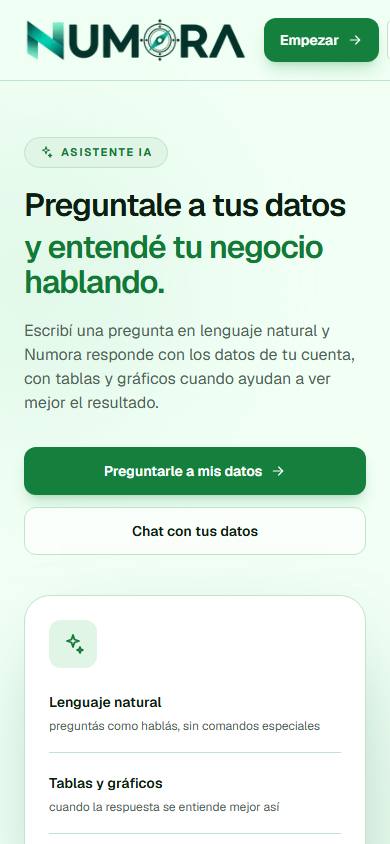 NUMORA
Empezar →
ASISTENTE IA
Preguntale a tus datos
y entendé tu negocio
hablando.
Escribí una pregunta en lenguaje natural y
Numora responde con los datos de tu cuenta,
con tablas y gráficos cuando ayudan a ver
mejor el resultado.
Preguntarle a mis datos →
Chat con tus datos
Lenguaje natural
preguntás como hablás, sin comandos especiales
Tablas y gráficos
cuando la respuesta se entiende mejor así